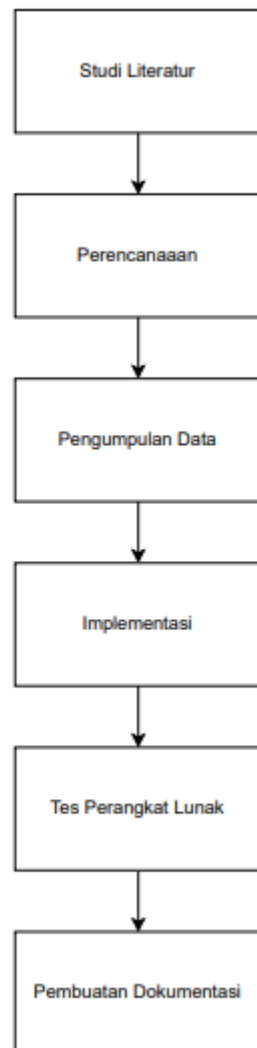 Studi Literatur
Perencanaaan
Pengumpulan Data
Implementasi
Tes Perangkat Lunak
Pembuatan Dokumentasi